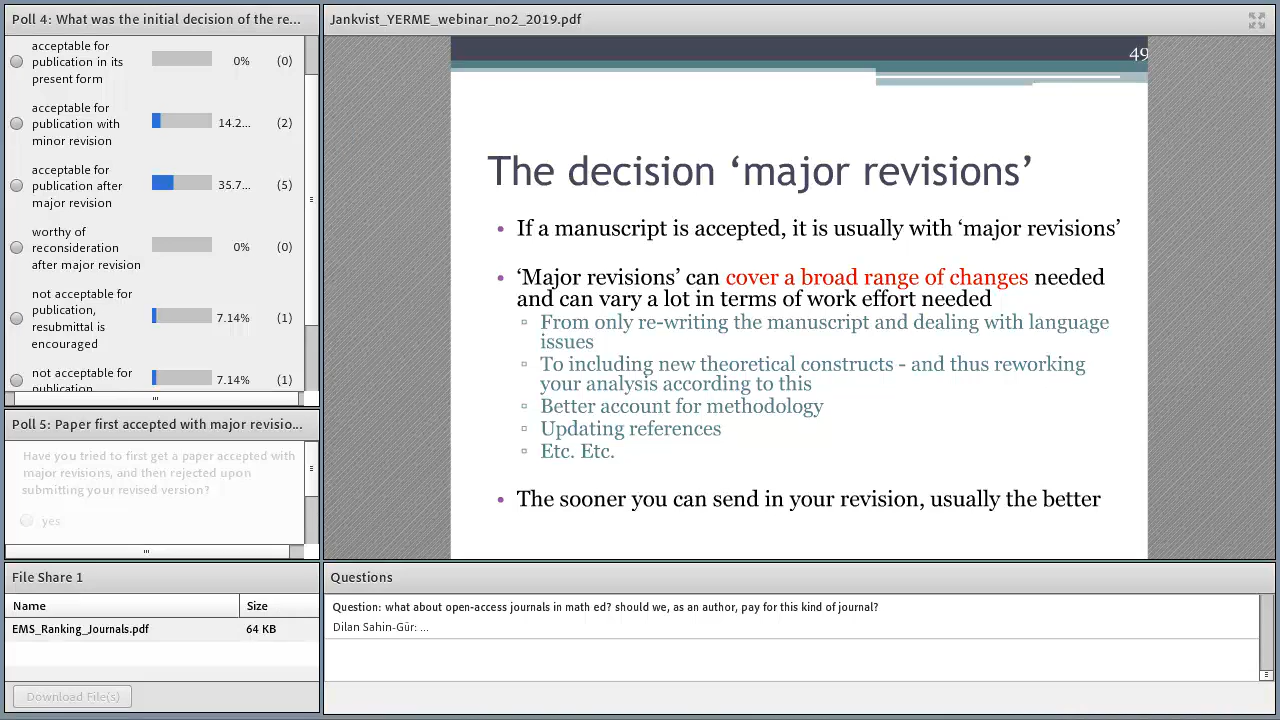 Poll 4: What was the initial decision of the re...
acceptable for
publication in its
present form
0%
(0)
acceptable for
publication with
minor revision
14.2...
(2)
acceptable for
publication after
major revision
35.7...
(5)
worthy of
reconsideration
after major revision
0%
(0)
not acceptable for
publication,
resubmittal is
encouraged
7.14%
(1)
not acceptable for
publication
7.14%
(1)
Poll 5: Paper first accepted with major revisio...
Have you tried to first get a paper accepted with
major revisions, and then rejected upon
submitting your revised version?
yes
File Share 1
Name
Size
EMS_Ranking_Journals.pdf
64 KB
Download File(s)
Jankvist_YERME_webinar_no2_2019.pdf
49
The decision ‘major revisions’
• If a manuscript is accepted, it is usually with ‘major revisions’
• ‘Major revisions’ can cover a broad range of changes needed
and can vary a lot in terms of work effort needed
▫ From only re-writing the manuscript and dealing with language
issues
▫ To including new theoretical constructs - and thus reworking
your analysis according to this
▫ Better account for methodology
▫ Updating references
▫ Etc. Etc.
• The sooner you can send in your revision, usually the better
Questions
Question: what about open-access journals in math ed? should we, as an author, pay for this kind of journal?
Dilan Sahin-Gür: ...